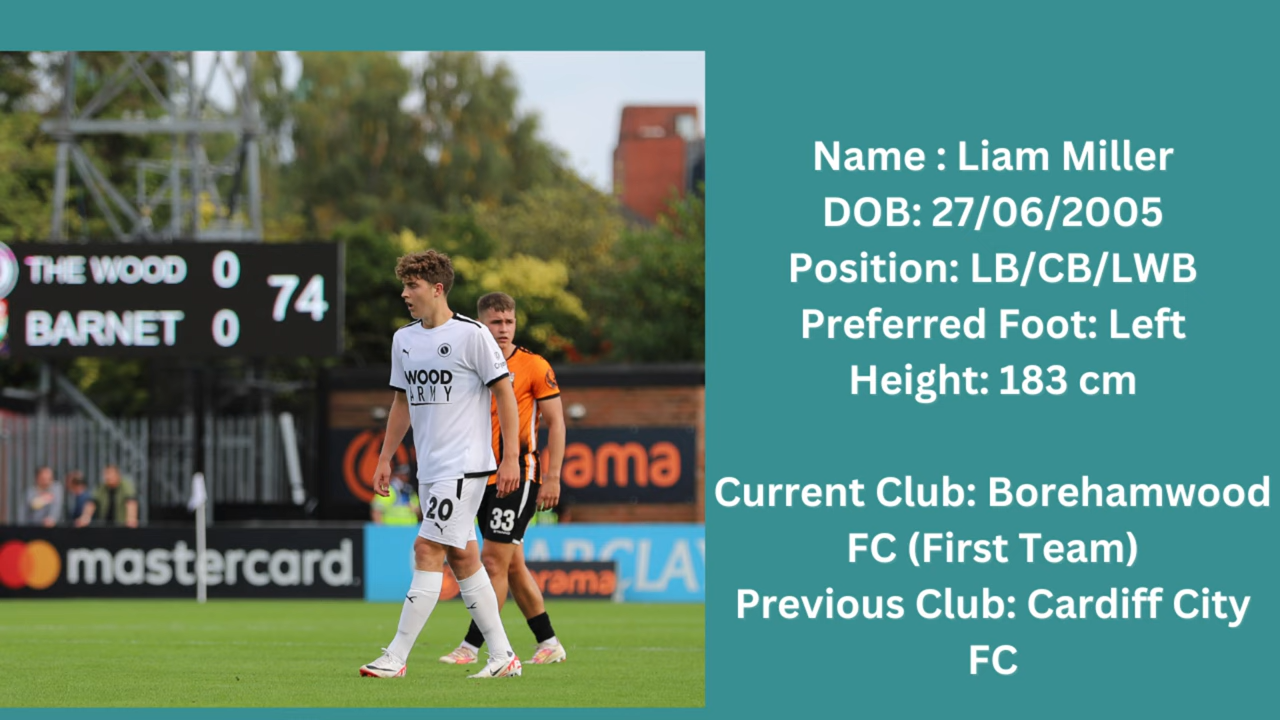 THE WOOD 0
74
BARNET 0
WOOD
ARMY
20
33
mastercard.
Name : Liam Miller
DOB: 27/06/2005
Position: LB/CB/LWB
Preferred Foot: Left
Height: 183 cm
Current Club: Borehamwood
FC (First Team)
Previous Club: Cardiff City
FC